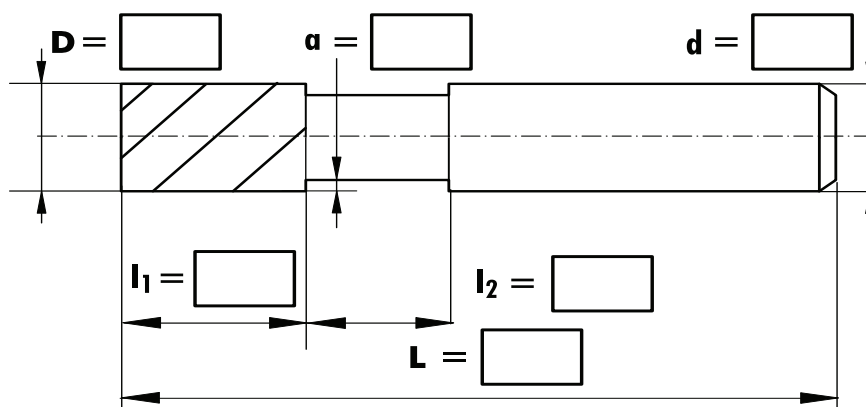 D = a = d =
l₁ = l₂ =
L =